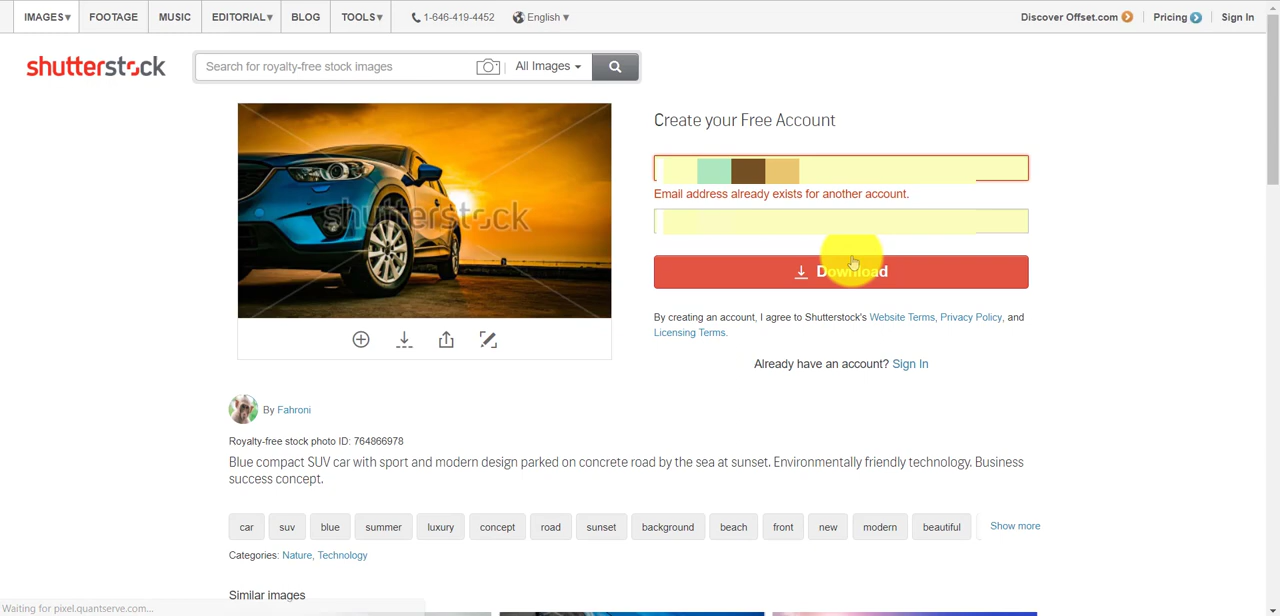 IMAGES▾ FOOTAGE MUSIC EDITORIAL▾ BLOG TOOLS▾ 1-646-419-4452 English ▾ Discover Offset.com Pricing Sign In
shutterstock Search for royalty-free stock images All Images
Create your Free Account
Email address already exists for another account.
shutterstock
Download
By creating an account, I agree to Shutterstock's Website Terms, Privacy Policy, and
Licensing Terms.
Already have an account? Sign In
By Fahroni
Royalty-free stock photo ID: 764866978
Blue compact SUV car with sport and modern design parked on concrete road by the sea at sunset. Environmentally friendly technology. Business
success concept.
car suv blue summer luxury concept road sunset background beach front new modern beautiful Show more
Categories: Nature, Technology
Similar images
Waiting for pixel.quantserve.com...